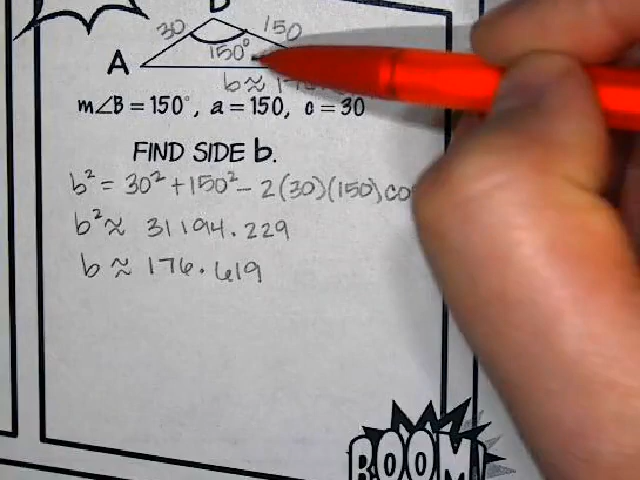 B
30 150
150°
A
b ≈ 17
m∠B = 150°, a = 150, c = 30
FIND SIDE b.
b² = 30² + 150² − 2(30)(150)co
b² ≈ 31194.229
b ≈ 176.619
BOOM!